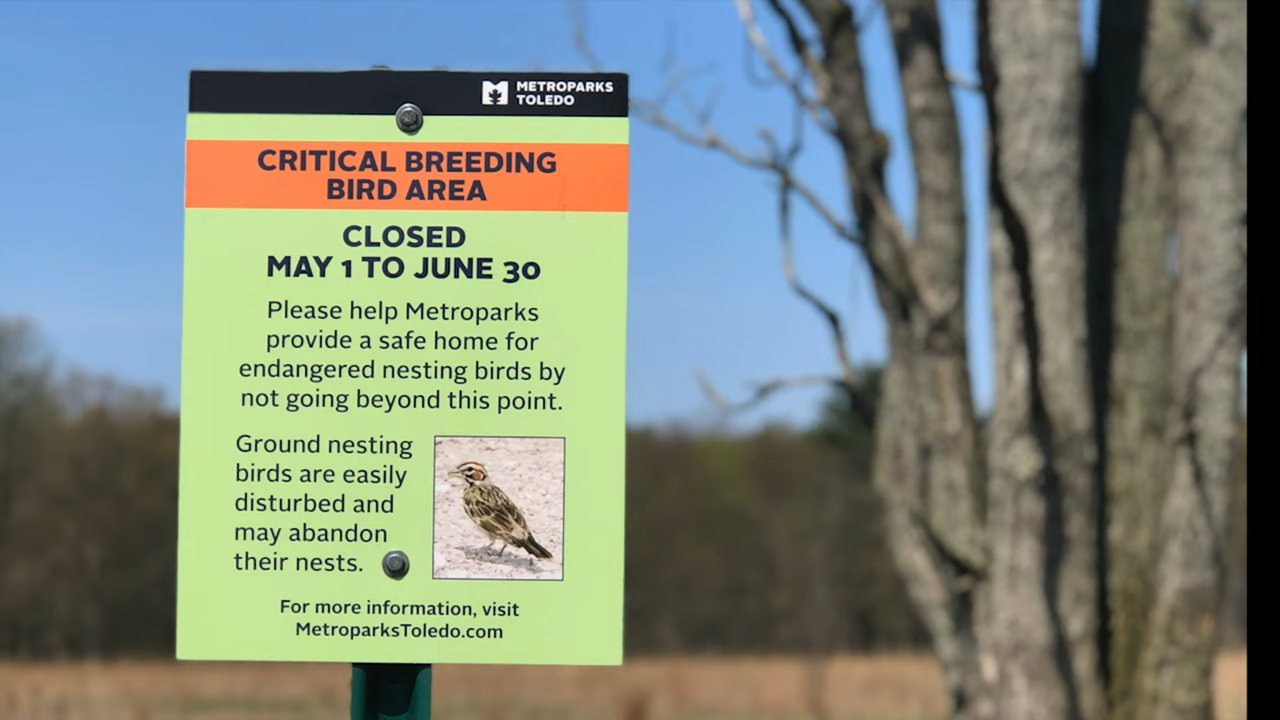 METROPARKS
TOLEDO
CRITICAL BREEDING
BIRD AREA
CLOSED
MAY 1 TO JUNE 30
Please help Metroparks
provide a safe home for
endangered nesting birds by
not going beyond this point.
Ground nesting
birds are easily
disturbed and
may abandon
their nests.
For more information, visit
MetroparksToledo.com